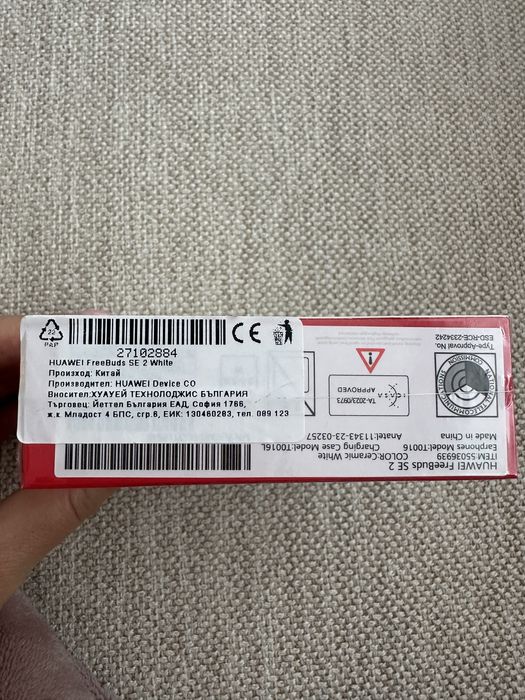 22
PAP
27102884
HUAWEI FreeBuds SE 2 White
Произход: Китай
Производител: HUAWEI Device CO
Вносител:ХУАУЕЙ ТЕХНОЛОДЖИС БЪЛГАРИЯ
Търговец: Йеттел България ЕАД, София 1766,
ж.к Младост 4 БПС, сгр.6, ЕИК: 130460283, тел. 089 123
HUAWEI FreeBuds SE 2
ITEM:55036939
COLOR:Ceramic White
Earphones Model:T0016
Charging Case Model:T0016L
Made in China
Anatel:11341-23-03257
ICASA
TA-2023/0973
APPROVED
Type-Approval No.
ESD-RCE-2334242